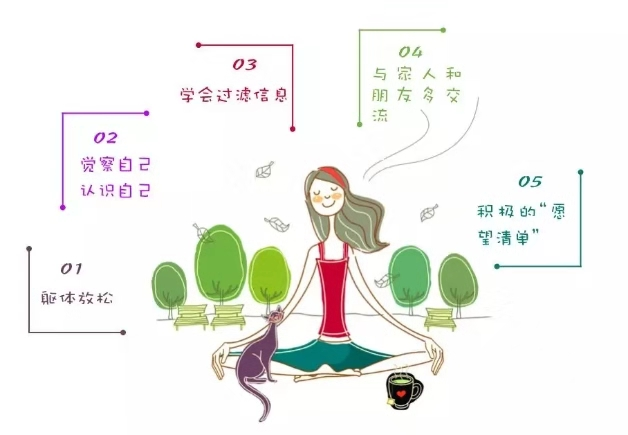 01
躯体放松
02
觉察自己
认识自己
03
学会过滤信息
04
与家人和
朋友多交
流
05
积极的“愿
望清单”